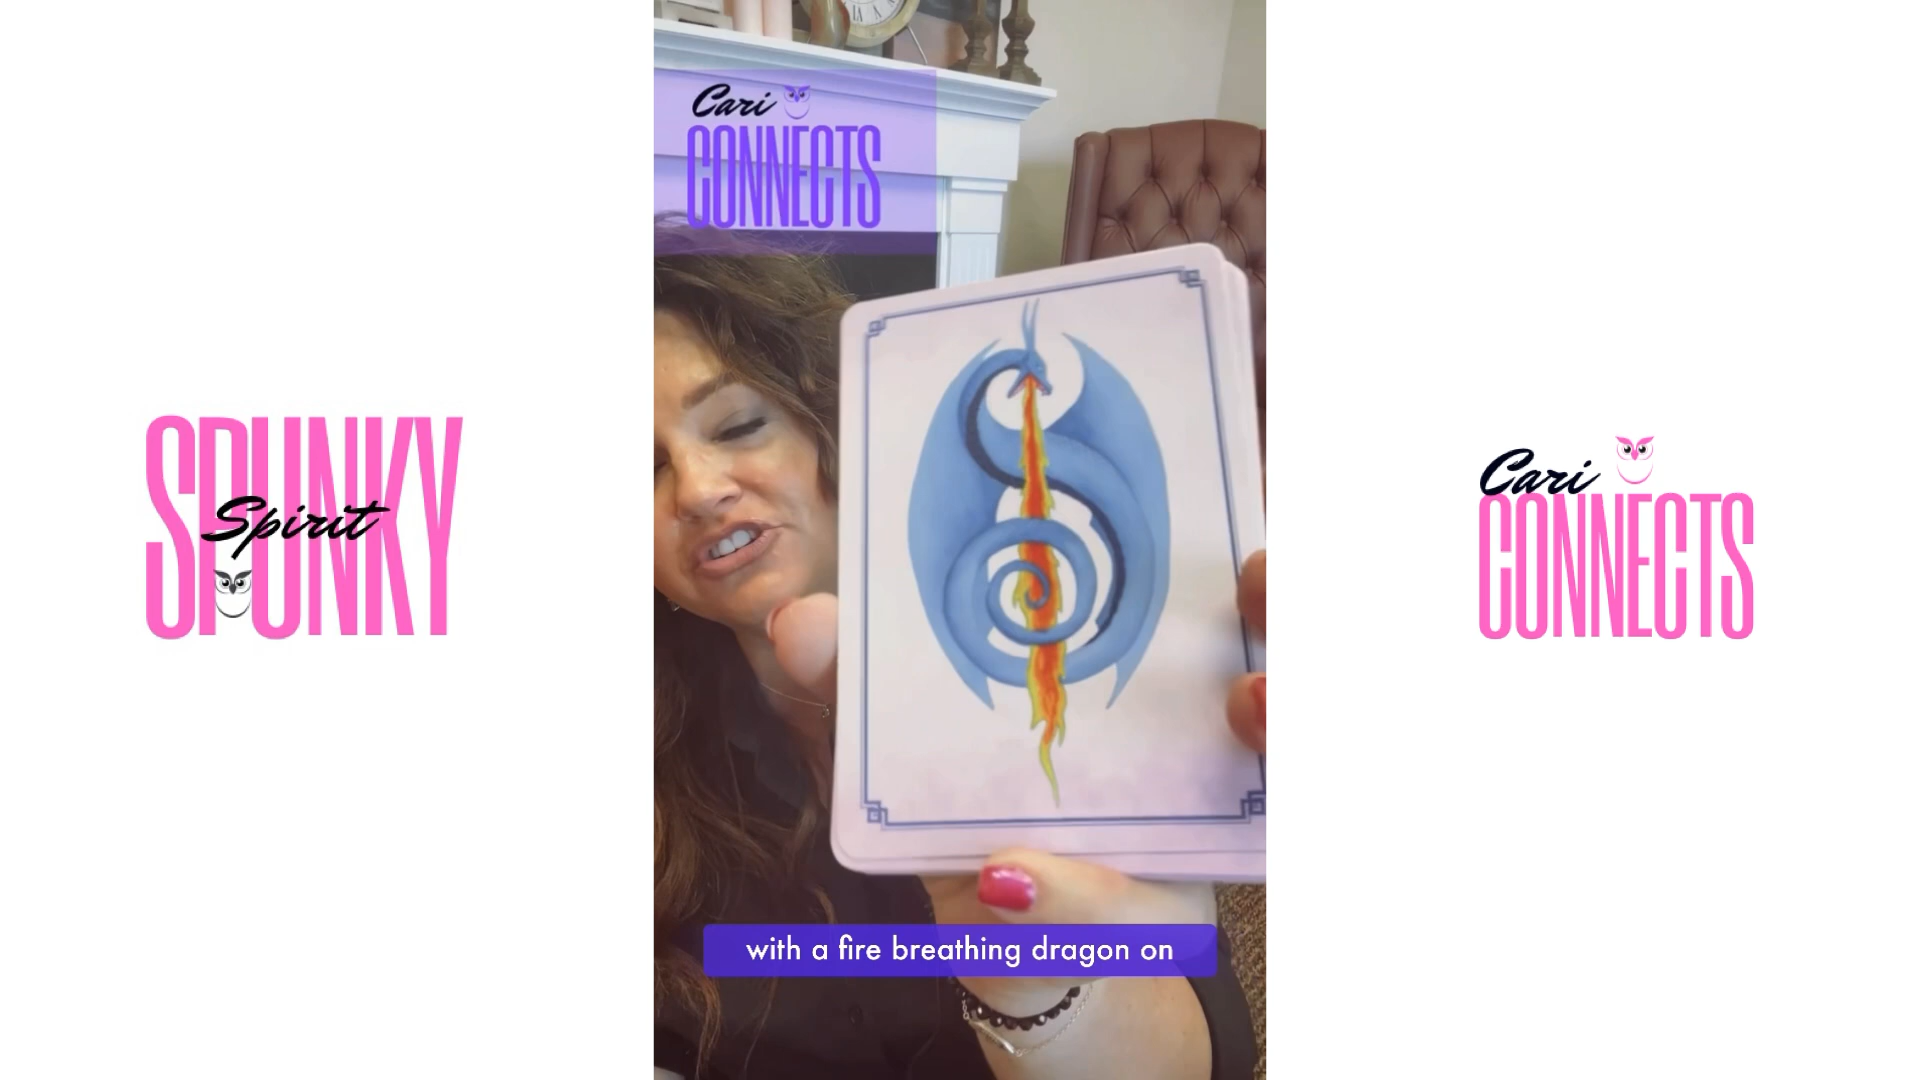 SPUNKY
Spirit
Cari
CONNECTS
with a fire breathing dragon on
Cari
CONNECTS